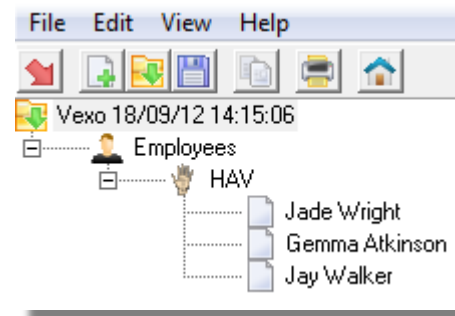 File Edit View Help
Vexo 18/09/12 14:15:06
Employees
HAV
Jade Wright
Gemma Atkinson
Jay Walker